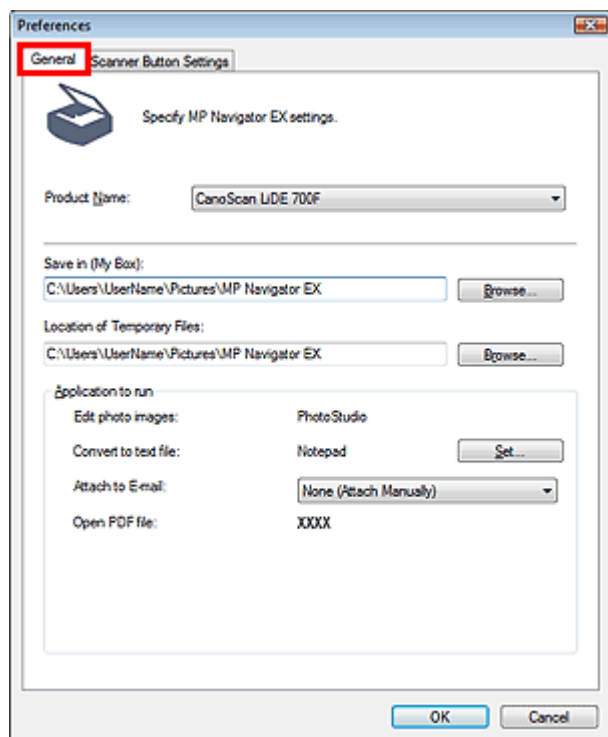 Preferences
General Scanner Button Settings
Specify MP Navigator EX settings.
Product Name: CanoScan LiDE 700F
Save in (My Box):
C:\Users\UserName\Pictures\MP Navigator EX Browse...
Location of Temporary Files:
C:\Users\UserName\Pictures\MP Navigator EX Browse...
Application to run
Edit photo images: PhotoStudio
Convert to text file: Notepad Set...
Attach to E-mail: None (Attach Manually)
Open PDF file: XXXX
OK Cancel